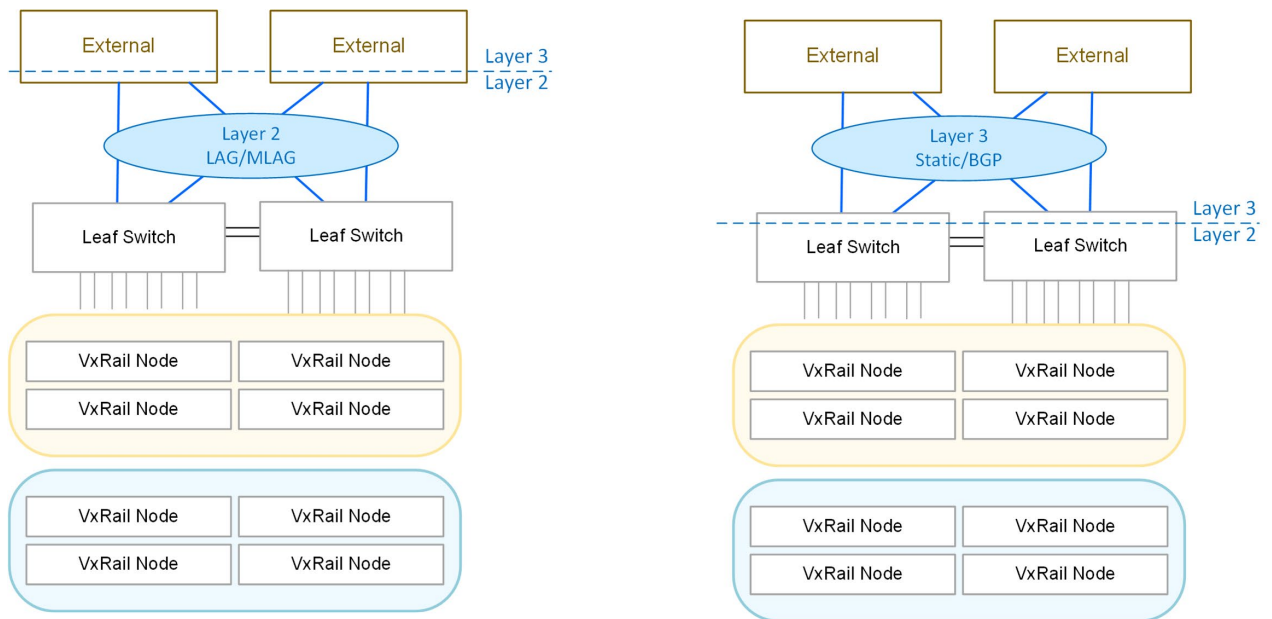 External
External
Layer 3
Layer 2
Layer 2
LAG/MLAG
Leaf Switch
Leaf Switch
VxRail Node
VxRail Node
VxRail Node
VxRail Node
VxRail Node
VxRail Node
VxRail Node
VxRail Node
External
External
Layer 3
Static/BGP
Layer 3
Layer 2
Leaf Switch
Leaf Switch
VxRail Node
VxRail Node
VxRail Node
VxRail Node
VxRail Node
VxRail Node
VxRail Node
VxRail Node